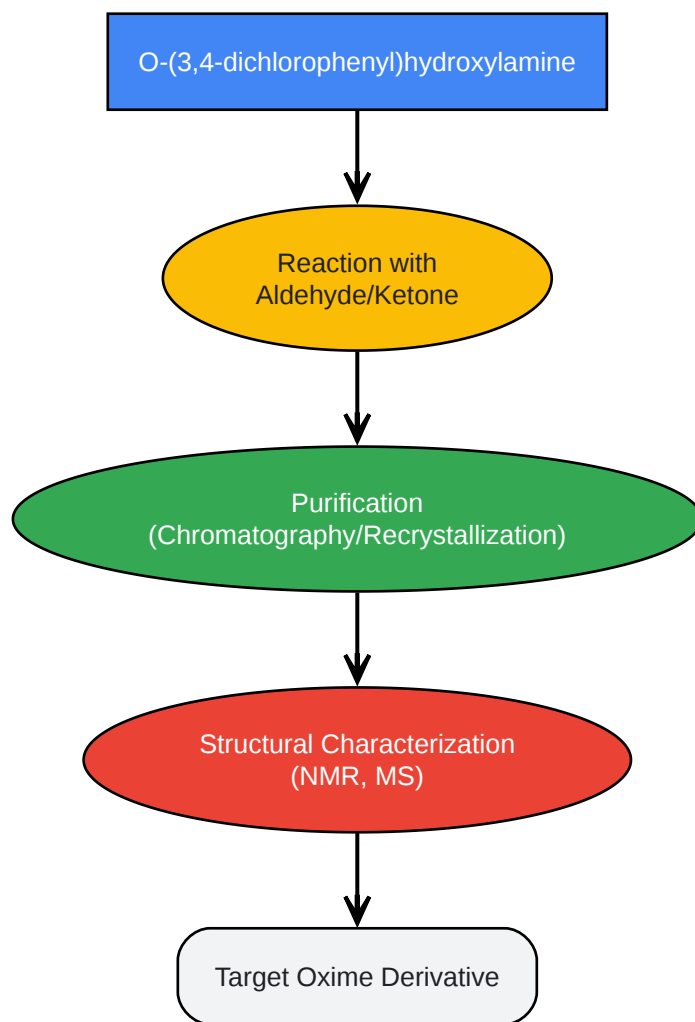 O-(3,4-dichlorophenyl)hydroxylamine
Reaction with
Aldehyde/Ketone
Purification
(Chromatography/Recrystallization)
Structural Characterization
(NMR, MS)
Target Oxime Derivative